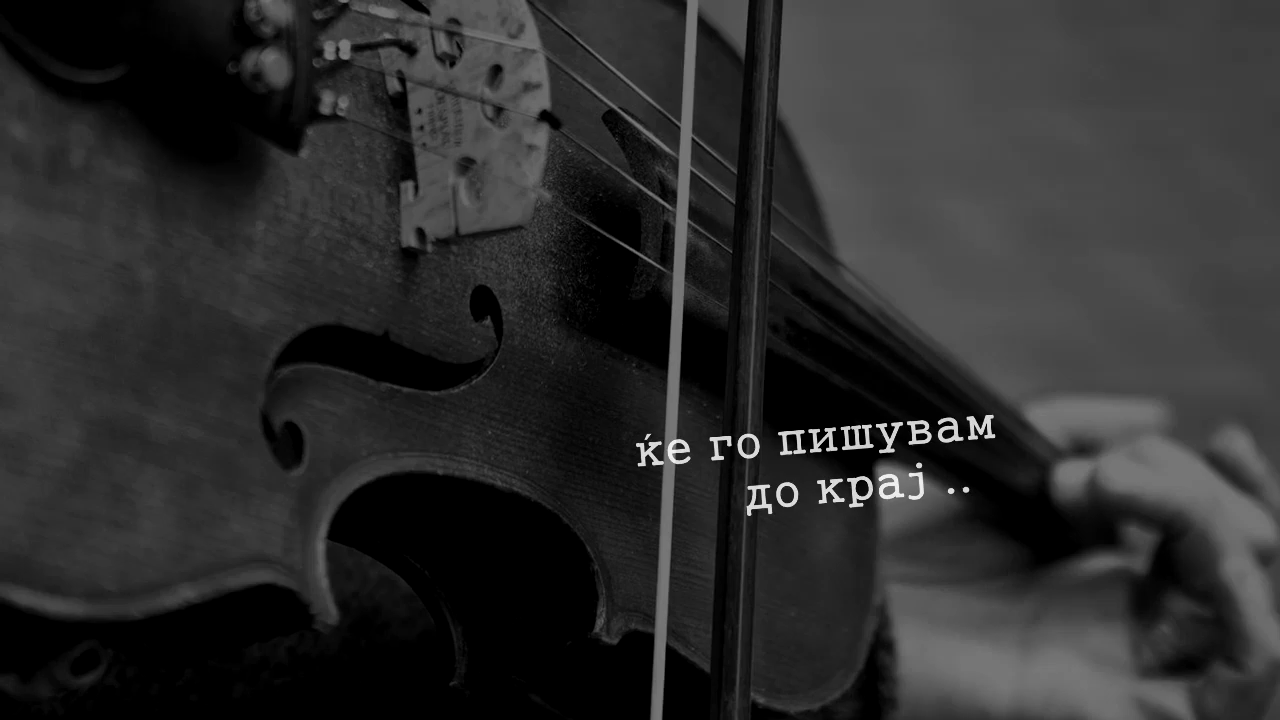 ќе го пишувам
до крај ..